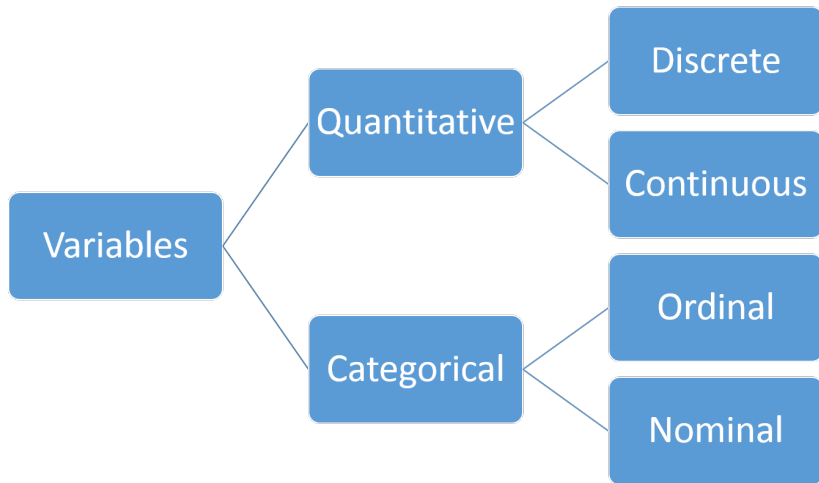 Discrete
Quantitative
Continuous
Variables
Ordinal
Categorical
Nominal